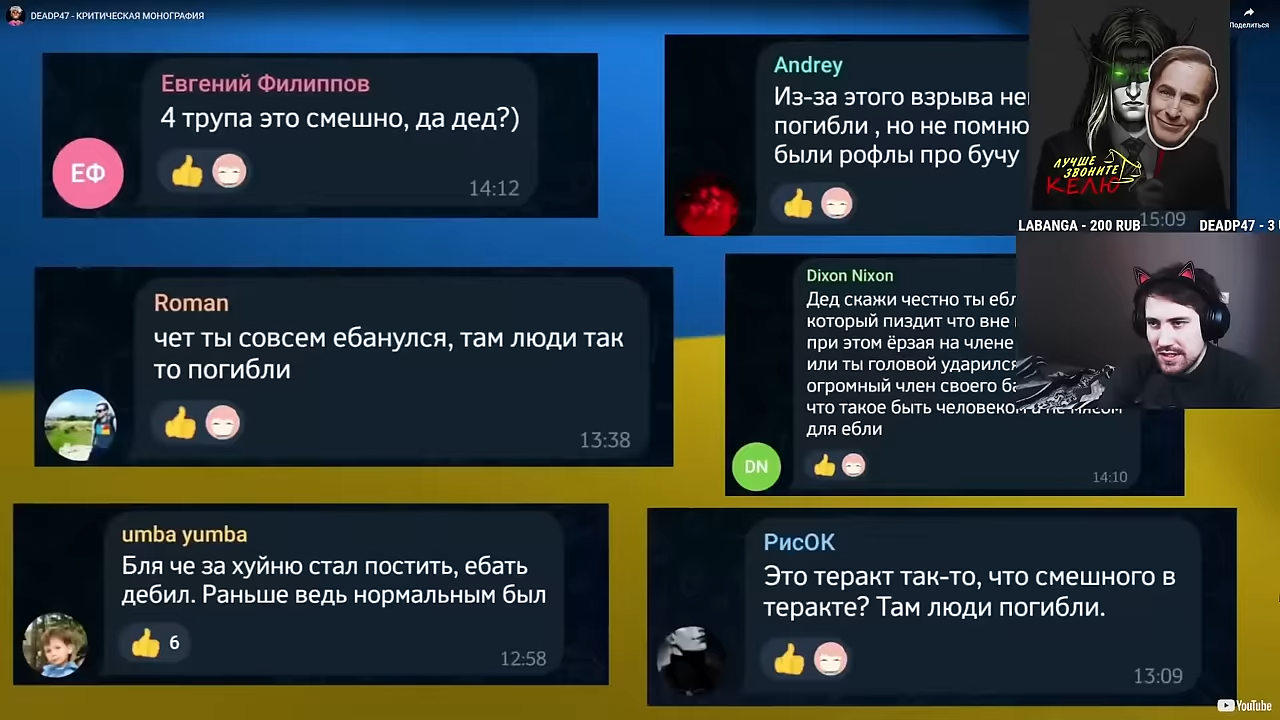 DEADP47 - КРИТИЧЕСКАЯ МОНОГРАФИЯ
Поделиться
Евгений Филиппов
4 трупа это смешно, да дед?)
ЕФ
14:12
Andrey
Из-за этого взрыва
погибли , но не помню
были рофлы про бучу
15:09
ЛУЧШЕ
ЗВОНИТЕ
КЕЛЮ
LABANGA - 200 RUB
DEADP47 - 3
Roman
чет ты совсем ебанулся, там люди так
то погибли
13:38
Dixon Nixon
Дед скажи честно ты
который пиздит что вне
при этом ёрзая на члене
или ты головой ударился
огромный член своего
что такое быть человеком а не мясом
для ебли
DN
14:10
umba yumba
Бля че за хуйню стал постить, ебать
дебил. Раньше ведь нормальным был
6
12:58
РисОК
Это теракт так-то, что смешного в
теракте? Там люди погибли.
13:09
YouTube